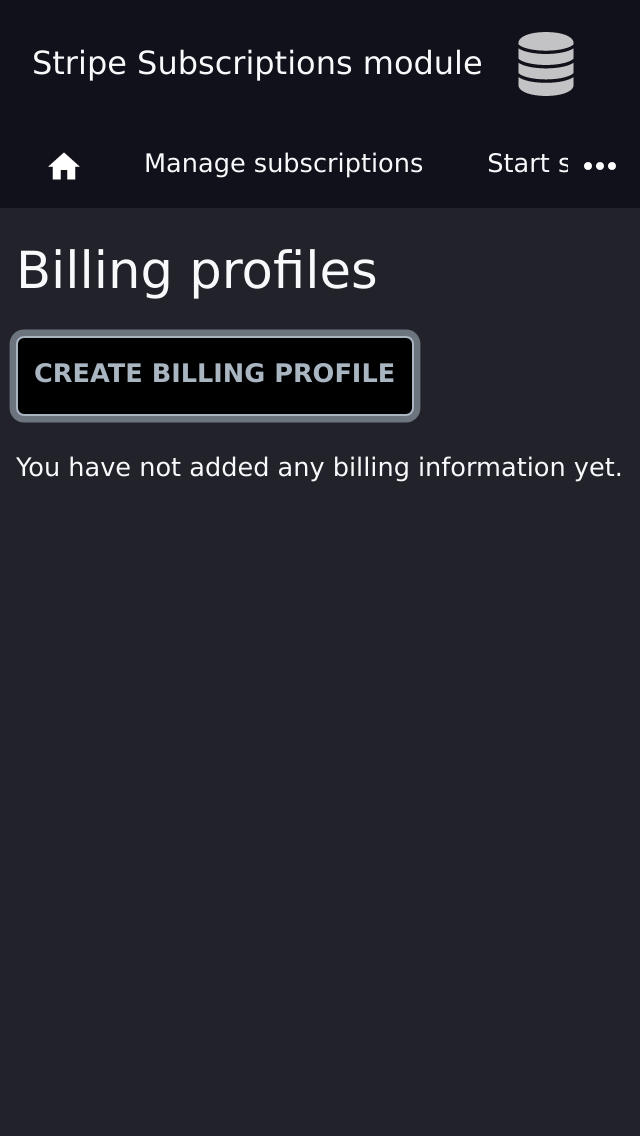 Stripe Subscriptions module
Manage subscriptions Start s
Billing profiles
CREATE BILLING PROFILE
You have not added any billing information yet.